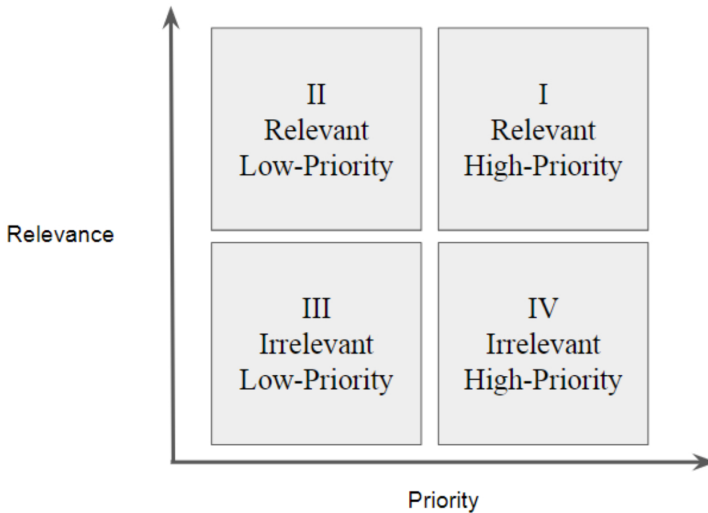 II
Relevant
Low-Priority
I
Relevant
High-Priority
Relevance
III
Irrelevant
Low-Priority
IV
Irrelevant
High-Priority
Priority